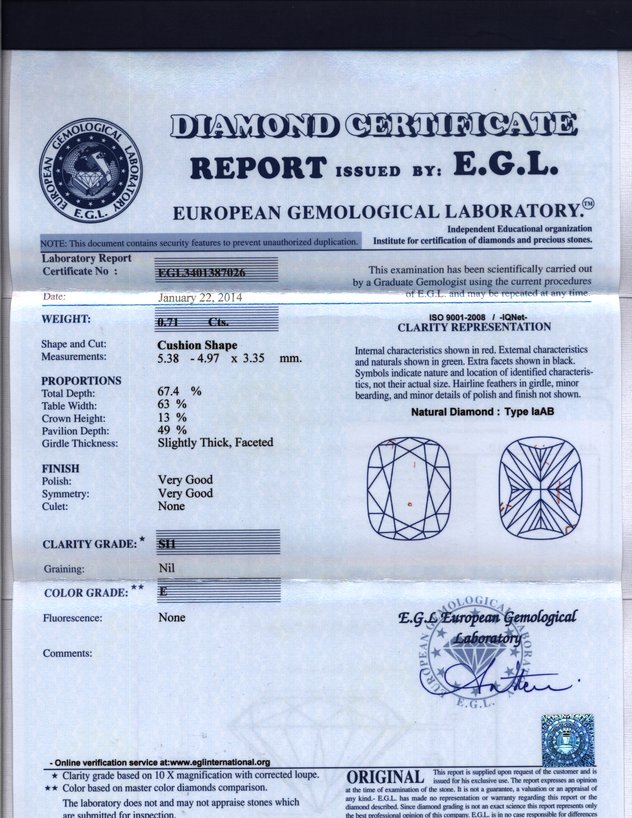 DIAMOND CERTIFICATE
REPORT ISSUED BY: E.G.L.
EUROPEAN GEMOLOGICAL LABORATORY.™
EUROPEAN GEMOLOGICAL LABORATORY
E.G.L.
Independent Educational organization
Institute for certification of diamonds and precious stones.
NOTE: This document contains security features to prevent unauthorized duplication.
Laboratory Report
Certificate No : EGL3401387026
Date: January 22, 2014
WEIGHT: 0.71 Cts.
Shape and Cut: Cushion Shape
Measurements: 5.38 - 4.97 x 3.35 mm.
PROPORTIONS
Total Depth: 67.4 %
Table Width: 63 %
Crown Height: 13 %
Pavilion Depth: 49 %
Girdle Thickness: Slightly Thick, Faceted
FINISH
Polish: Very Good
Symmetry: Very Good
Culet: None
CLARITY GRADE: * SI1
Graining: Nil
COLOR GRADE: ** E
Fluorescence: None
Comments:
This examination has been scientifically carried out
by a Graduate Gemologist using the current procedures
of E.G.L. and may be repeated at any time.
ISO 9001-2008 / -IQNet-
CLARITY REPRESENTATION
Internal characteristics shown in red. External characteristics
and naturals shown in green. Extra facets shown in black.
Symbols indicate nature and location of identified characteris-
tics, not their actual size. Hairline feathers in girdle, minor
bearding, and minor details of polish and finish not shown.
Natural Diamond : Type IaAB
E.G.L European Gemological
Laboratory
EUROPEAN GEMOLOGICAL LABORATORY
E.G.L.
- Online verification service at:www.eglinternational.org
★ Clarity grade based on 10 X magnification with corrected loupe.
★★ Color based on master color diamonds comparison.
The laboratory does not and may not appraise stones which
are submitted for inspection.
ORIGINAL This report is supplied upon request of the customer and is
issued for his exclusive use. The report expresses an opinion
at the time of examination of the stone. It is not a guarantee, a valuation or an appraisal of
any kind.- E.G.L. has made no representation or warranty regarding this report or the
diamond described. Since diamond grading is not an exact science this report represents only
the best professional opinion of this company. E.G.L. is in no case responsible for differences